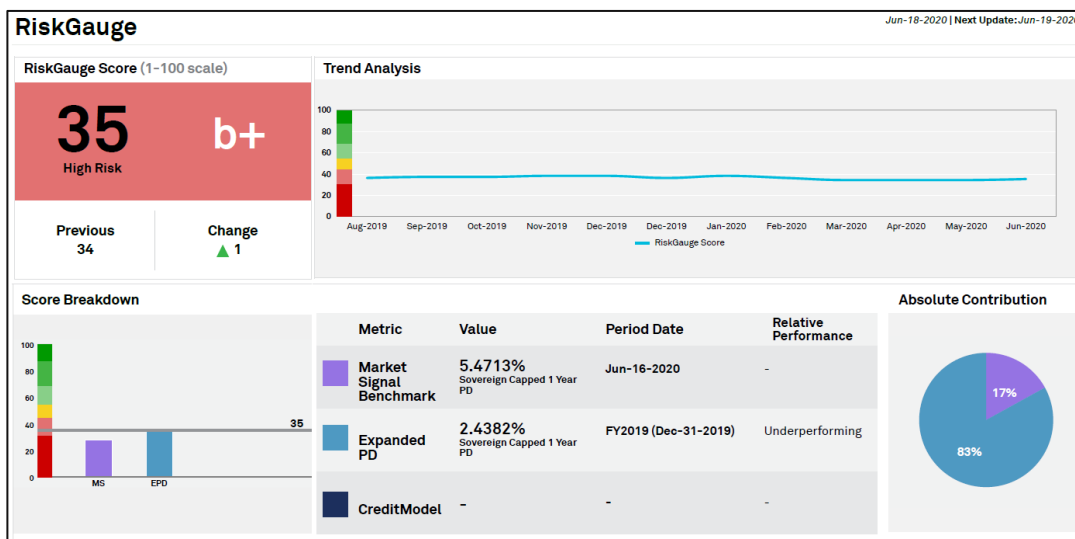 RiskGauge
Jun-18-2020 | Next Update:Jun-19-2020
RiskGauge Score (1-100 scale)
35
High Risk
b+
Previous
34
Change
1
Trend Analysis
100
80
60
40
20
0
Aug-2019 Sep-2019 Oct-2019 Nov-2019 Dec-2019 Dec-2019 Jan-2020 Feb-2020 Mar-2020 Apr-2020 May-2020 Jun-2020
RiskGauge Score
Score Breakdown
100
80
60
40
20
0
35
MS EPD
Metric Value Period Date Relative
Performance
Market
Signal
Benchmark
5.4713%
Sovereign Capped 1 Year
PD
Jun-16-2020
-
Expanded
PD
2.4382%
Sovereign Capped 1 Year
PD
FY2019 (Dec-31-2019)
Underperforming
CreditModel
-
-
-
Absolute Contribution
17%
83%